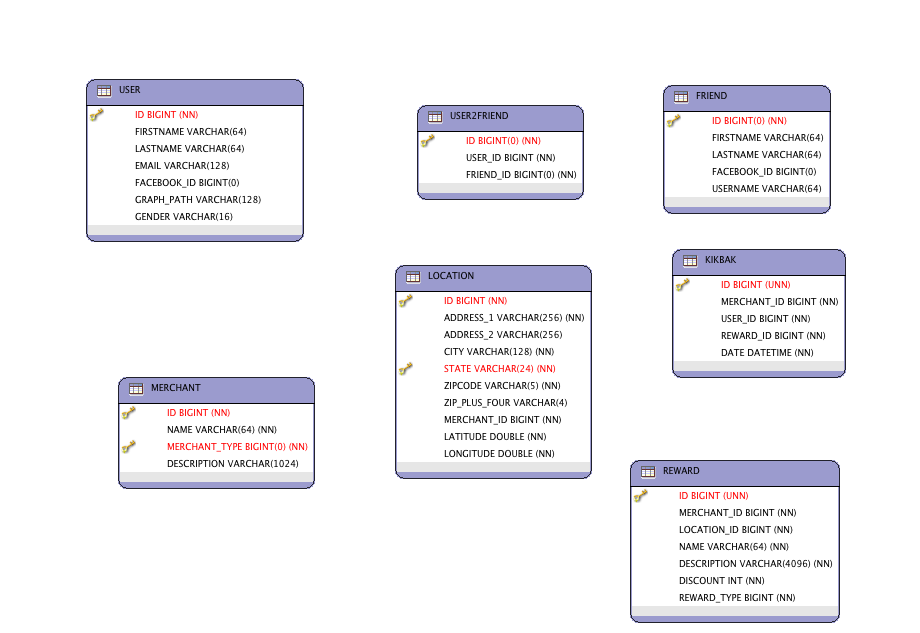 USER
ID BIGINT (NN)
FIRSTNAME VARCHAR(64)
LASTNAME VARCHAR(64)
EMAIL VARCHAR(128)
FACEBOOK_ID BIGINT(0)
GRAPH_PATH VARCHAR(128)
GENDER VARCHAR(16)
USER2FRIEND
ID BIGINT(0) (NN)
USER_ID BIGINT (NN)
FRIEND_ID BIGINT(0) (NN)
FRIEND
ID BIGINT(0) (NN)
FIRSTNAME VARCHAR(64)
LASTNAME VARCHAR(64)
FACEBOOK_ID BIGINT(0)
USERNAME VARCHAR(64)
LOCATION
ID BIGINT (NN)
ADDRESS_1 VARCHAR(256) (NN)
ADDRESS_2 VARCHAR(256)
CITY VARCHAR(128) (NN)
STATE VARCHAR(24) (NN)
ZIPCODE VARCHAR(5) (NN)
ZIP_PLUS_FOUR VARCHAR(4)
MERCHANT_ID BIGINT (NN)
LATITUDE DOUBLE (NN)
LONGITUDE DOUBLE (NN)
KIKBAK
ID BIGINT (UNN)
MERCHANT_ID BIGINT (NN)
USER_ID BIGINT (NN)
REWARD_ID BIGINT (NN)
DATE DATETIME (NN)
MERCHANT
ID BIGINT (NN)
NAME VARCHAR(64) (NN)
MERCHANT_TYPE BIGINT(0) (NN)
DESCRIPTION VARCHAR(1024)
REWARD
ID BIGINT (UNN)
MERCHANT_ID BIGINT (NN)
LOCATION_ID BIGINT (NN)
NAME VARCHAR(64) (NN)
DESCRIPTION VARCHAR(4096) (NN)
DISCOUNT INT (NN)
REWARD_TYPE BIGINT (NN)